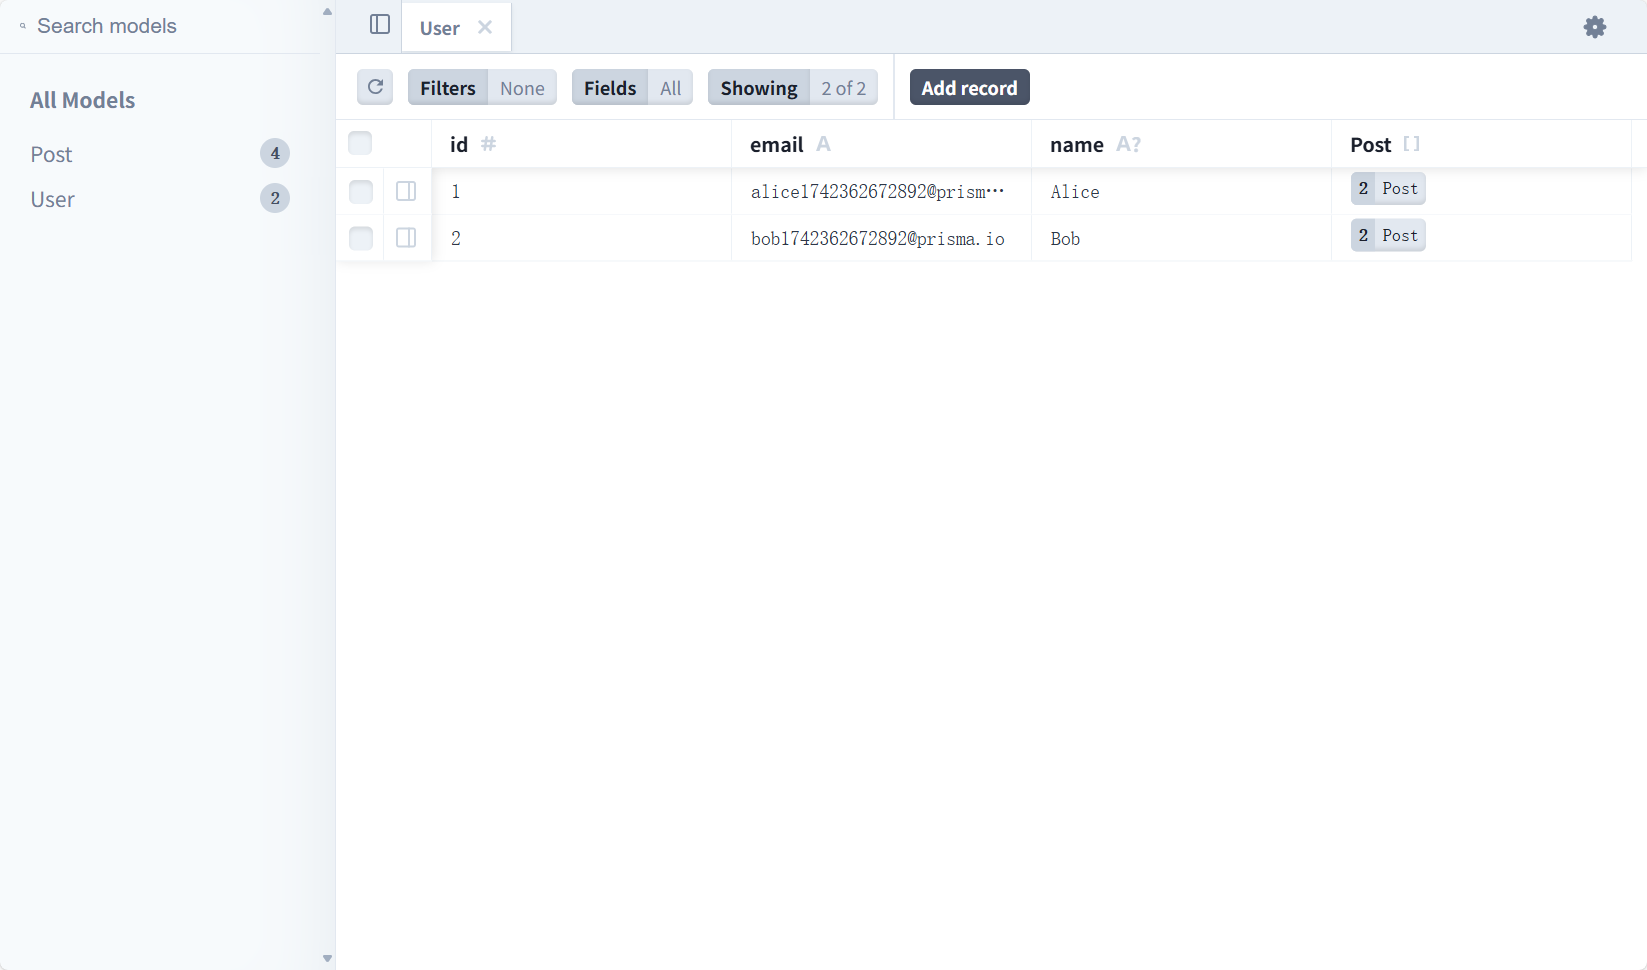 Search models
User
Filters None Fields All Showing 2 of 2 Add record
All Models
Post 4
User 2
id # email A name A? Post []
1 alice1742362672892@prism··· Alice 2 Post
2 bob1742362672892@prisma.io Bob 2 Post